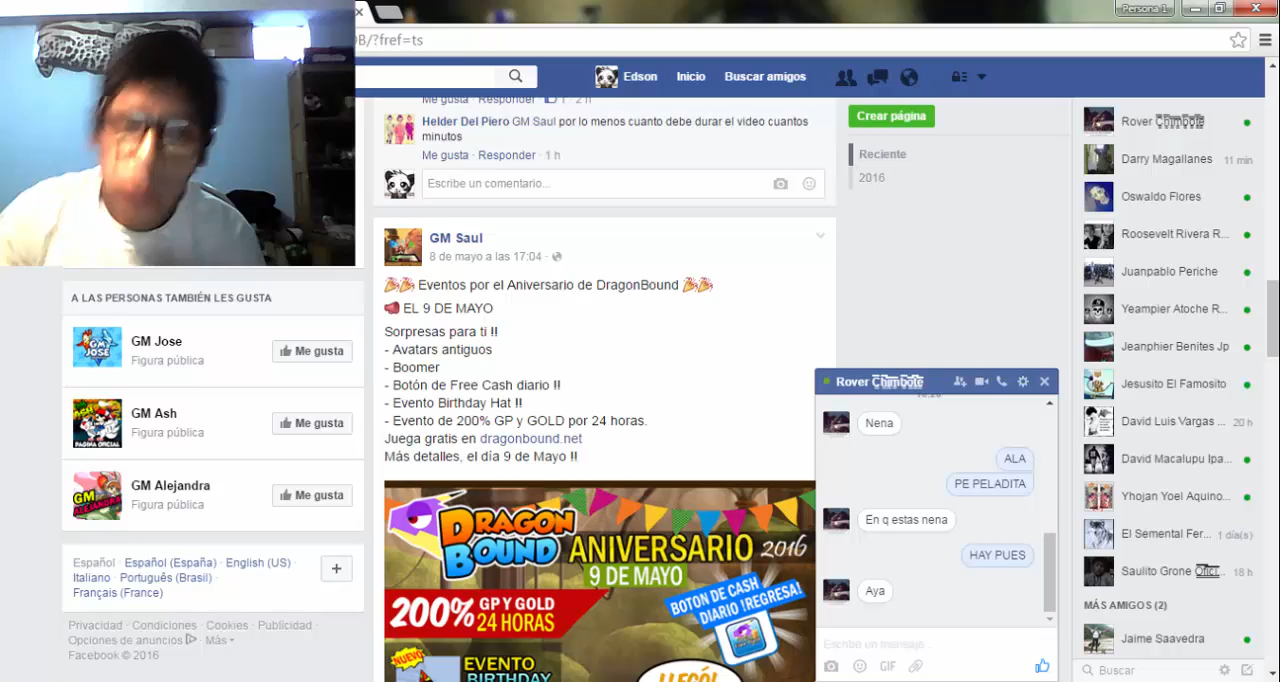 Persona 1
B/?fref=ts
Edson
Inicio
Buscar amigos
Me gusta · Responder · 1 · 2 h
Helder Del Piero GM Saul por lo menos cuanto debe durar el video cuantos
minutos
Me gusta · Responder · 1 h
Escribe un comentario...
GM Saul
8 de mayo a las 17:04 ·
Eventos por el Aniversario de DragonBound
EL 9 DE MAYO
Sorpresas para ti !!
- Avatars antiguos
- Boomer
- Botón de Free Cash diario !!
- Evento Birthday Hat !!
- Evento de 200% GP y GOLD por 24 horas.
Juega gratis en dragonbound.net
Más detalles, el día 9 de Mayo !!
DRAGON
BOUND
ANIVERSARIO 2016
9 DE MAYO
200% GP Y GOLD
24 HORAS
BOTON DE CASH
DIARIO !REGRESA!
NUEVO
EVENTO
BIRTHDAY
LLEGÓ!
A LAS PERSONAS TAMBIÉN LES GUSTA
GM Jose
Figura pública
Me gusta
GM Ash
Figura pública
Me gusta
GM Alejandra
Figura pública
Me gusta
Español · Español (España) · English (US) ·
Italiano · Português (Brasil) ·
Français (France)
Privacidad · Condiciones · Cookies · Publicidad ·
Opciones de anuncios · Más
Facebook © 2016
Crear página
Reciente
2016
Rover Chimbote
Nena
ALA
PE PELADITA
En q estas nena
HAY PUES
Aya
Escribe un mensaje...
GIF
Rover Chimbote
Darry Magallanes 11 min
Oswaldo Flores
Roosevelt Rivera R...
Juanpablo Periche
Yeampier Atoche R...
Jeanphier Benites Jp
Jesusito El Famosito
David Luis Vargas ... 20 h
David Macalupu Ipa...
Yhojan Yoel Aquino...
El Semental Fer... 1 día(s)
Saulito Grone Ofici... 18 h
MÁS AMIGOS (2)
Jaime Saavedra
Buscar